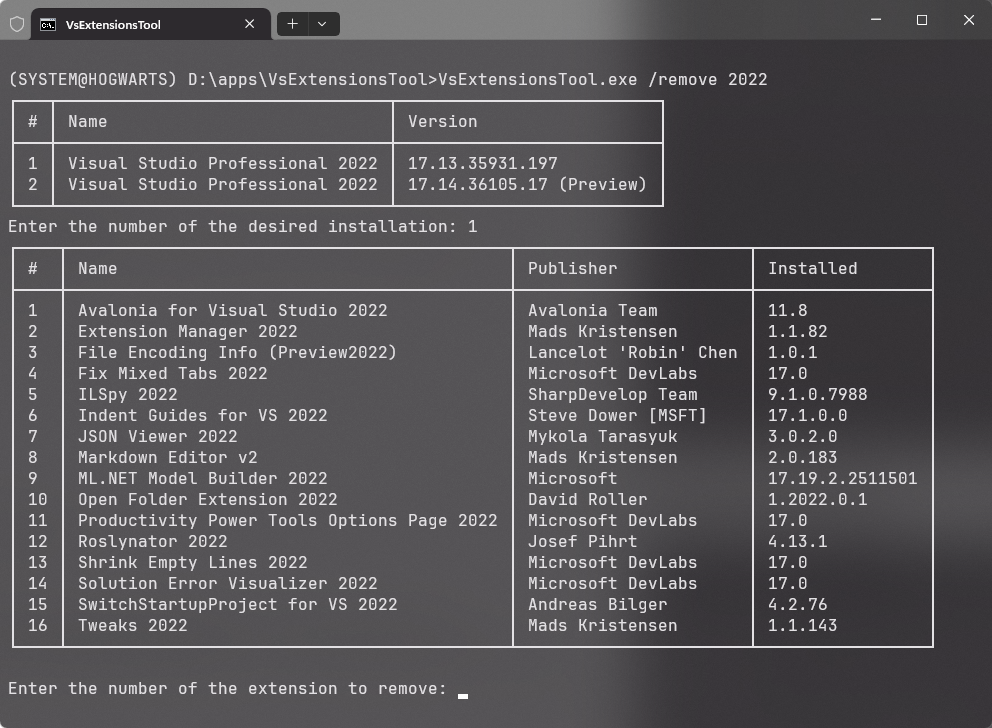 VsExtensionsTool
(SYSTEM@HOGWARTS) D:\apps\VsExtensionsTool>VsExtensionsTool.exe /remove 2022
# Name Version
1 Visual Studio Professional 2022 17.13.35931.197
2 Visual Studio Professional 2022 17.14.36105.17 (Preview)
Enter the number of the desired installation: 1
# Name Publisher Installed
1 Avalonia for Visual Studio 2022 Avalonia Team 11.8
2 Extension Manager 2022 Mads Kristensen 1.1.82
3 File Encoding Info (Preview2022) Lancelot 'Robin' Chen 1.0.1
4 Fix Mixed Tabs 2022 Microsoft DevLabs 17.0
5 ILSpy 2022 SharpDevelop Team 9.1.0.7988
6 Indent Guides for VS 2022 Steve Dower [MSFT] 17.1.0.0
7 JSON Viewer 2022 Mykola Tarasyuk 3.0.2.0
8 Markdown Editor v2 Mads Kristensen 2.0.183
9 ML.NET Model Builder 2022 Microsoft 17.19.2.2511501
10 Open Folder Extension 2022 David Roller 1.2022.0.1
11 Productivity Power Tools Options Page 2022 Microsoft DevLabs 17.0
12 Roslynator 2022 Josef Pihrt 4.13.1
13 Shrink Empty Lines 2022 Microsoft DevLabs 17.0
14 Solution Error Visualizer 2022 Microsoft DevLabs 17.0
15 SwitchStartupProject for VS 2022 Andreas Bilger 4.2.76
16 Tweaks 2022 Mads Kristensen 1.1.143
Enter the number of the extension to remove: